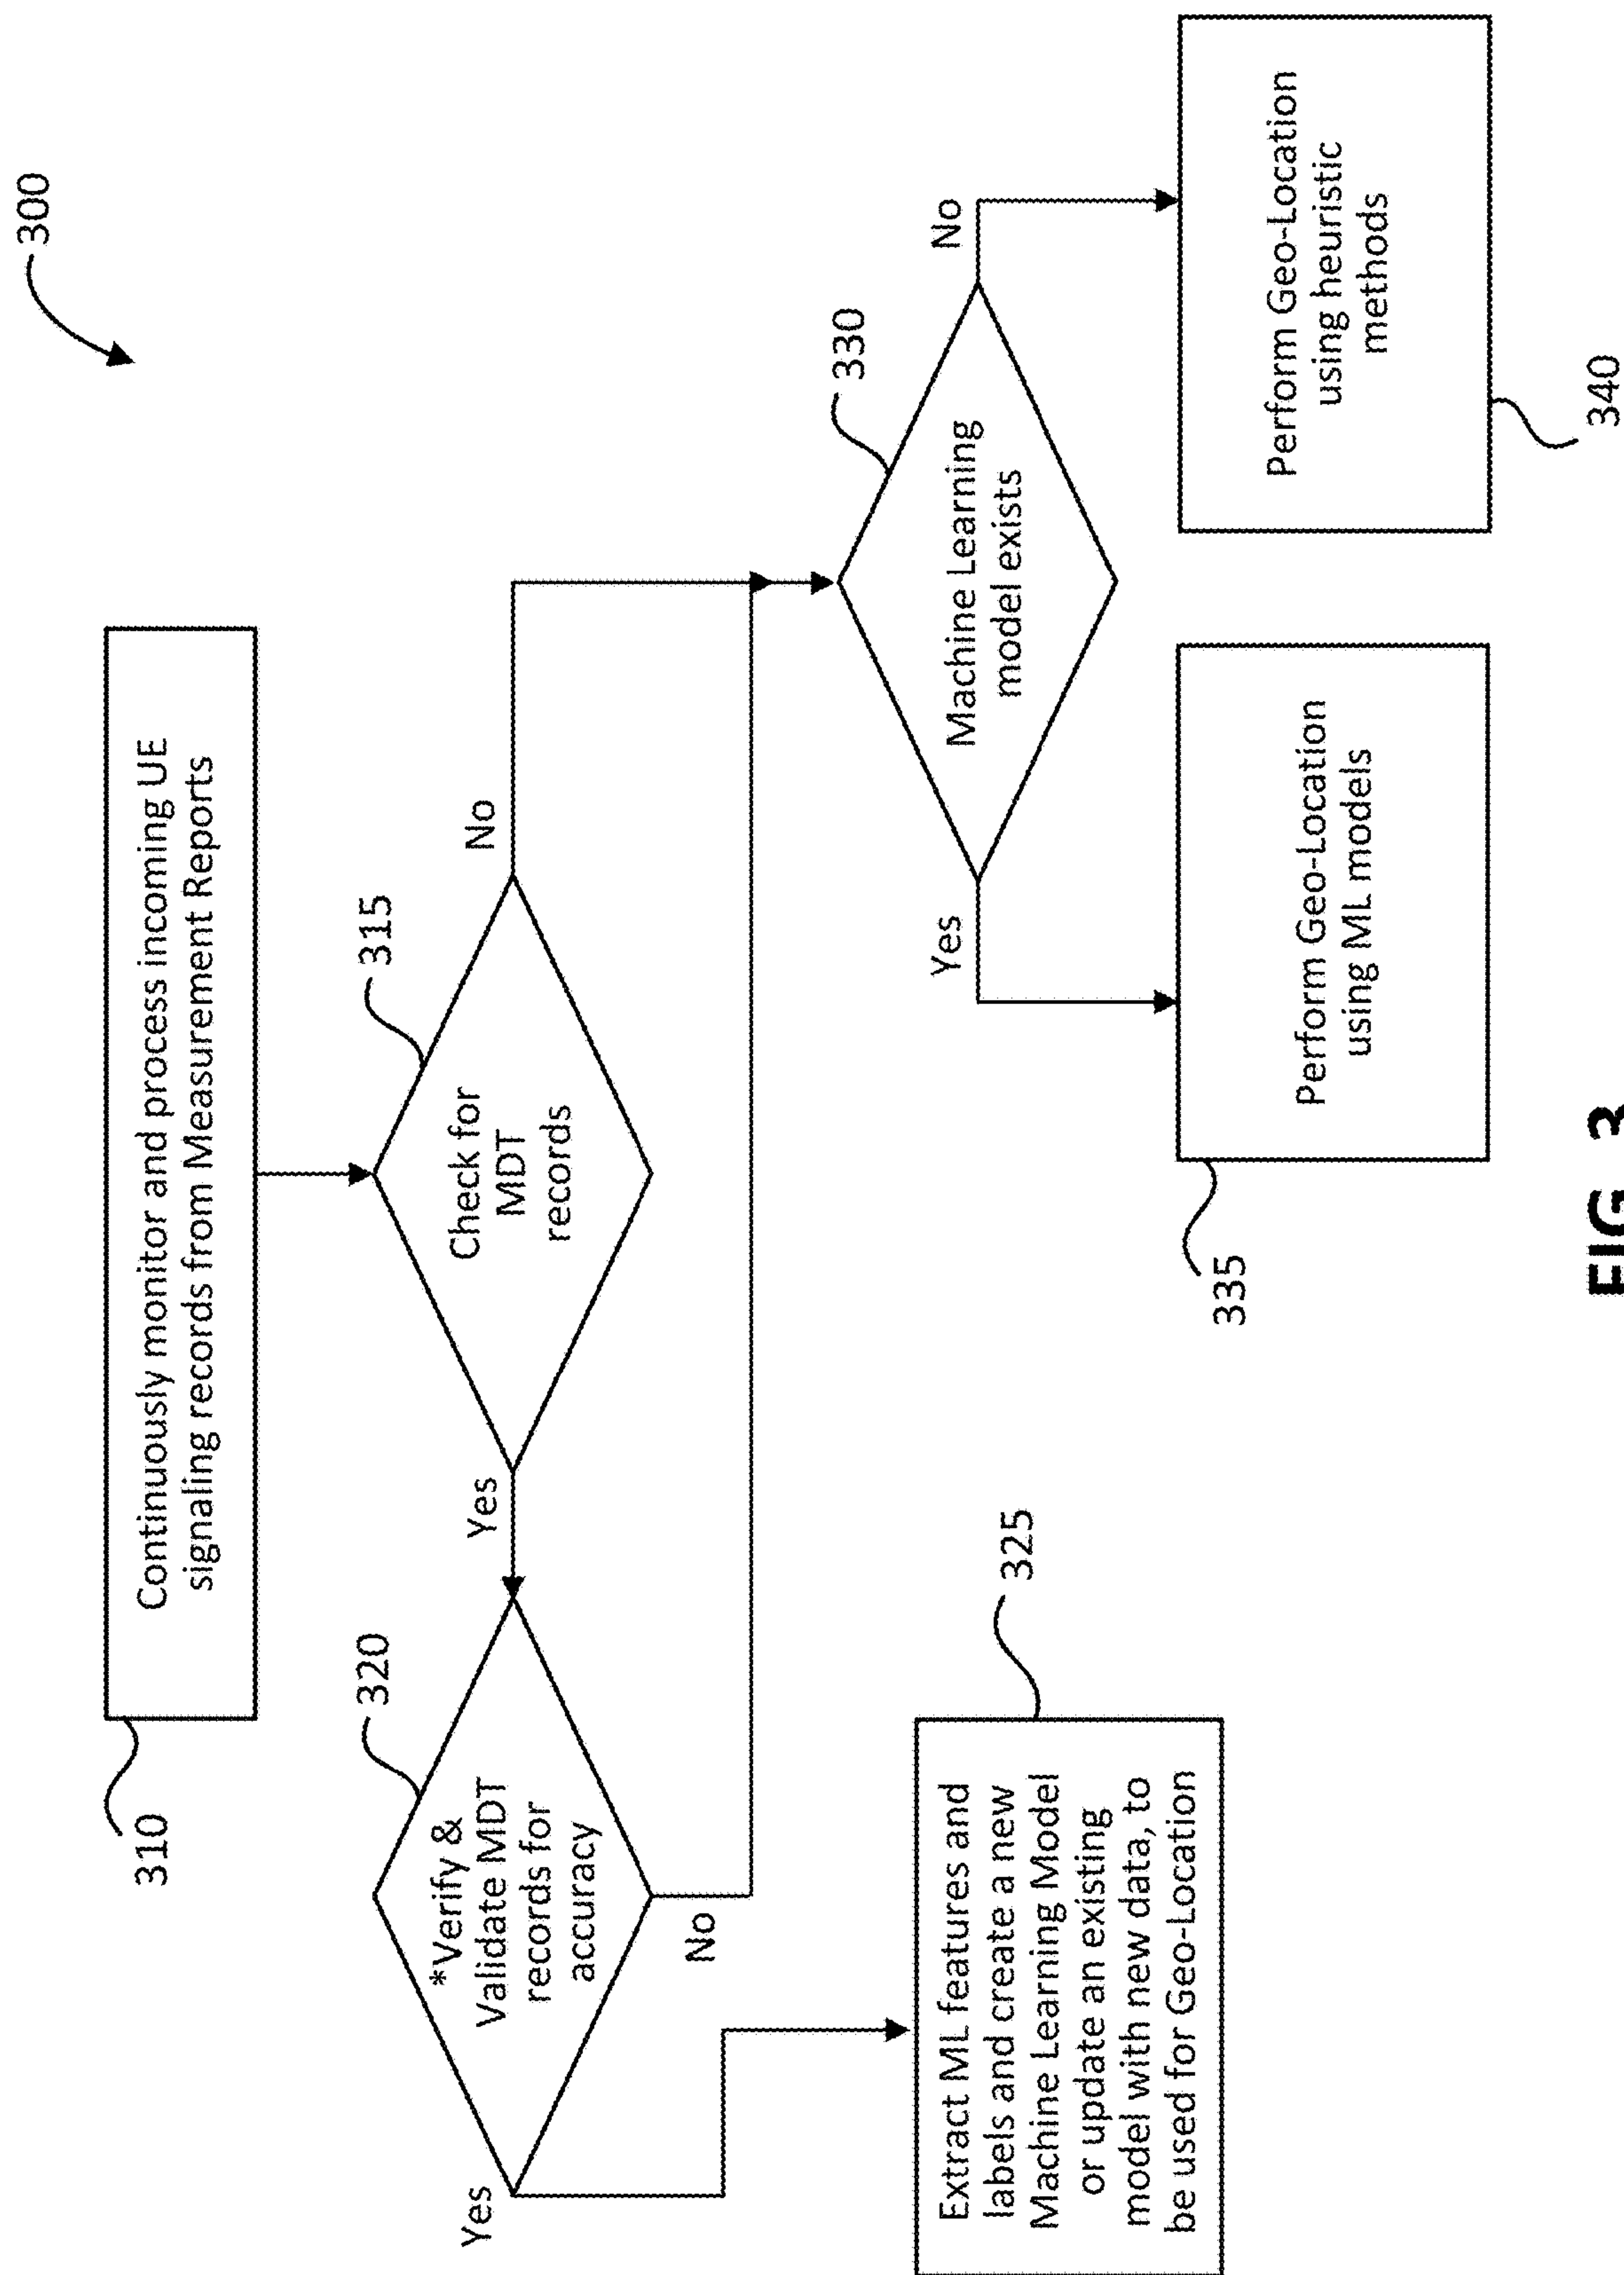 300
Continuously monitor and process incoming UE
signaling records from Measurement Reports
310
315
Check for
MDT
records
Yes
No
320
*Verify &
Validate MDT
records for
accuracy
Yes
No
325
Extract ML features and
labels and create a new
Machine Learning Model
or update an existing
model with new data, to
be used for Geo-Location
330
Machine Learning
model exists
Yes
No
Perform Geo-Location
using ML models
335
Perform Geo-Location
using heuristic
methods
340
FIG. 3